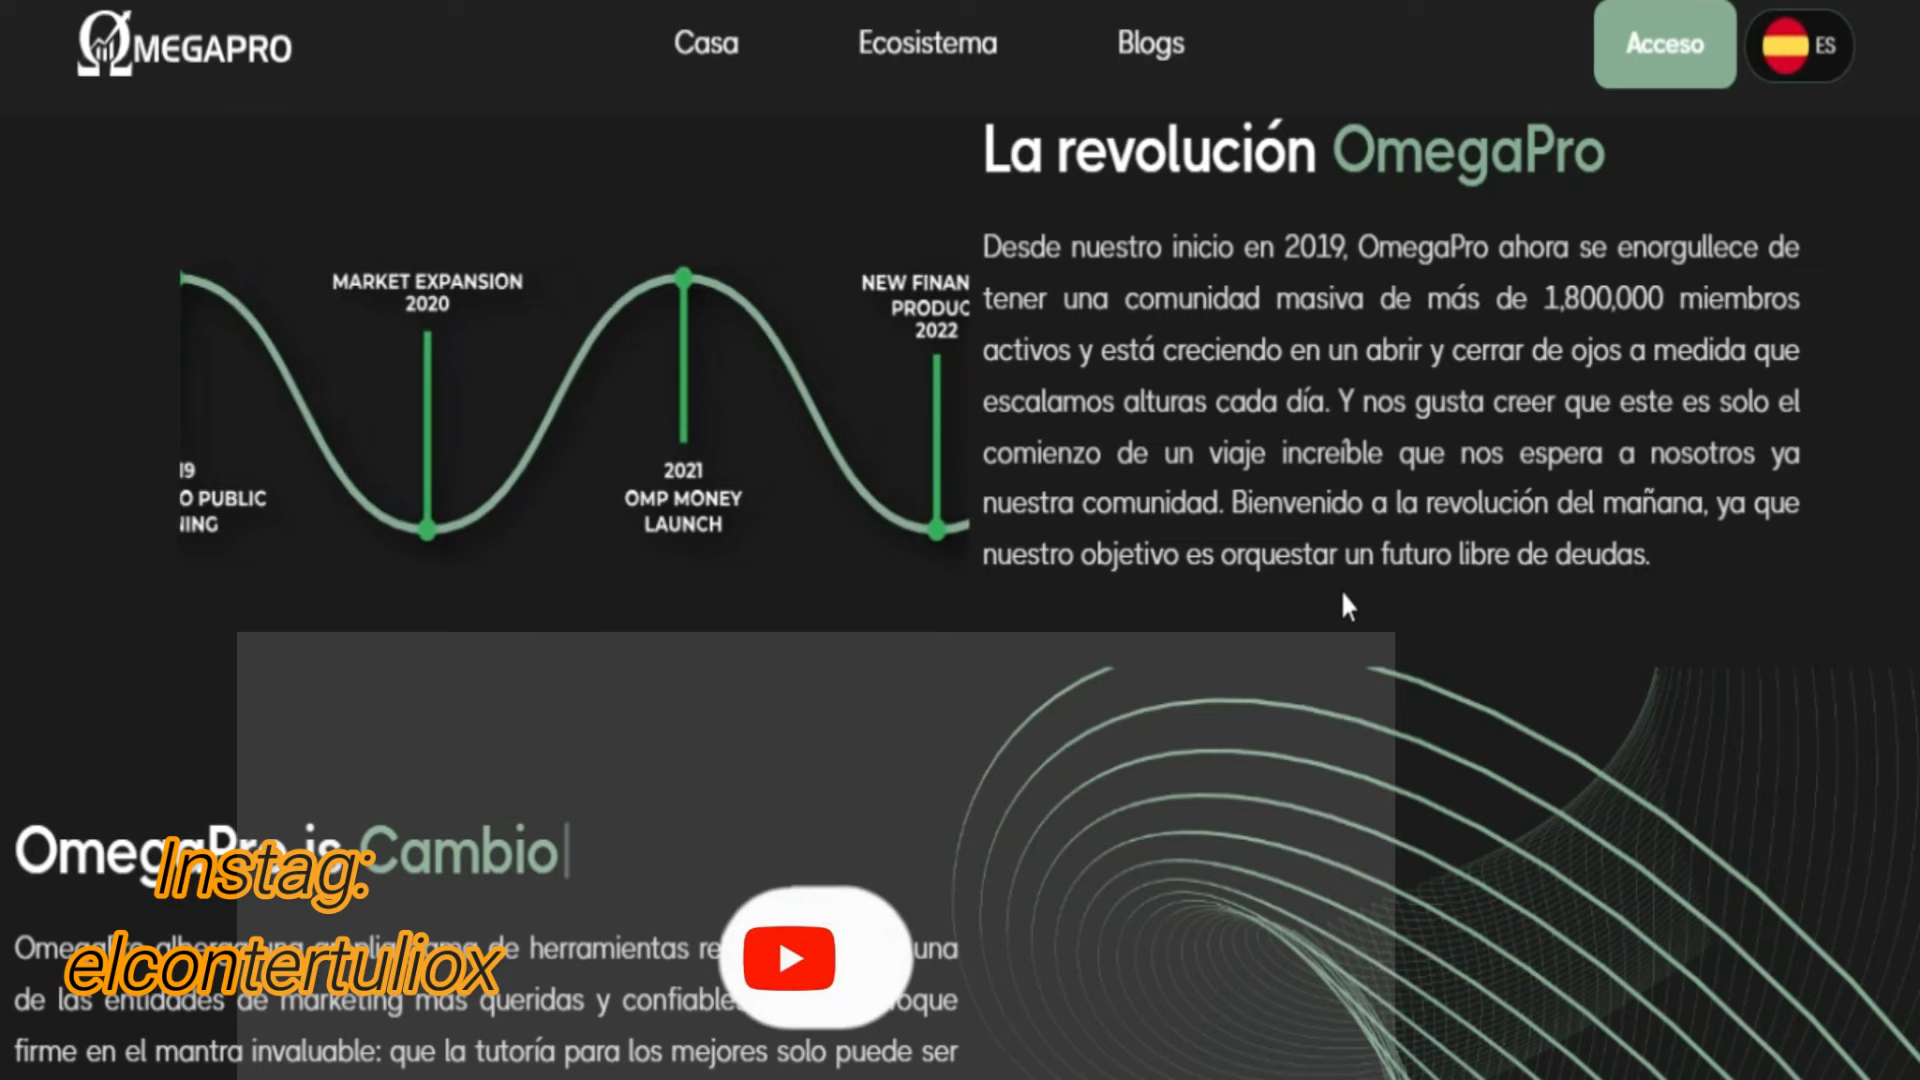 ΩMEGAPRO
Casa
Ecosistema
Blogs
Acceso
ES
La revolución OmegaPro
Desde nuestro inicio en 2019, OmegaPro ahora se enorgullece de
tener una comunidad masiva de más de 1,800,000 miembros
activos y está creciendo en un abrir y cerrar de ojos a medida que
escalamos alturas cada día. Y nos gusta creer que este es solo el
comienzo de un viaje increíble que nos espera a nosotros ya
nuestra comunidad. Bienvenido a la revolución del mañana, ya que
nuestro objetivo es orquestar un futuro libre de deudas.
19
O PUBLIC
NING
MARKET EXPANSION
2020
2021
OMP MONEY
LAUNCH
NEW FINAN
PRODUC
2022
OmegaPro is Cambio
Instag:
elcontertuliox
de herramientas
una
de las entidades de marketing más queridas y
firme en el mantra invaluable: que la tutoría para los mejores solo puede ser